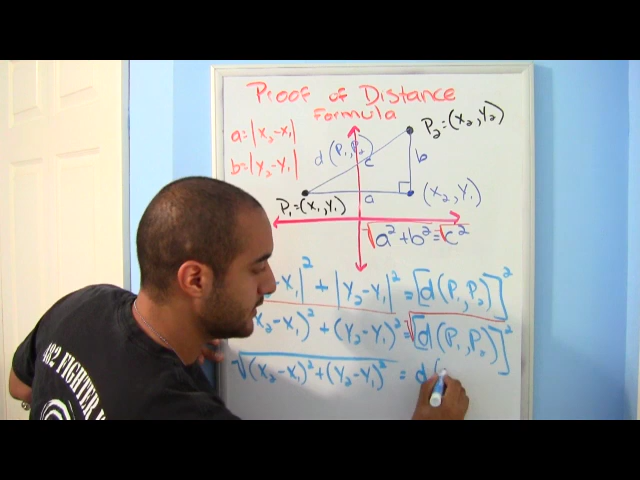 Proof of Distance
Formula
a=|X₂-X₁|
b=|Y₂-Y₁|
P₂=(X₂,Y₂)
d(P₁,P₂)
c
b
a
(X₂,Y₁)
P₁=(X₁,Y₁)
√a²+b²=√c²
-X₁|²+|Y₂-Y₁|²=[d(P₁,P₂)]²
X₂-X₁)²+(Y₂-Y₁)²=√[d(P₁,P₂)]²
√(X₂-X₁)²+(Y₂-Y₁)²=d(
482 FIGHTER